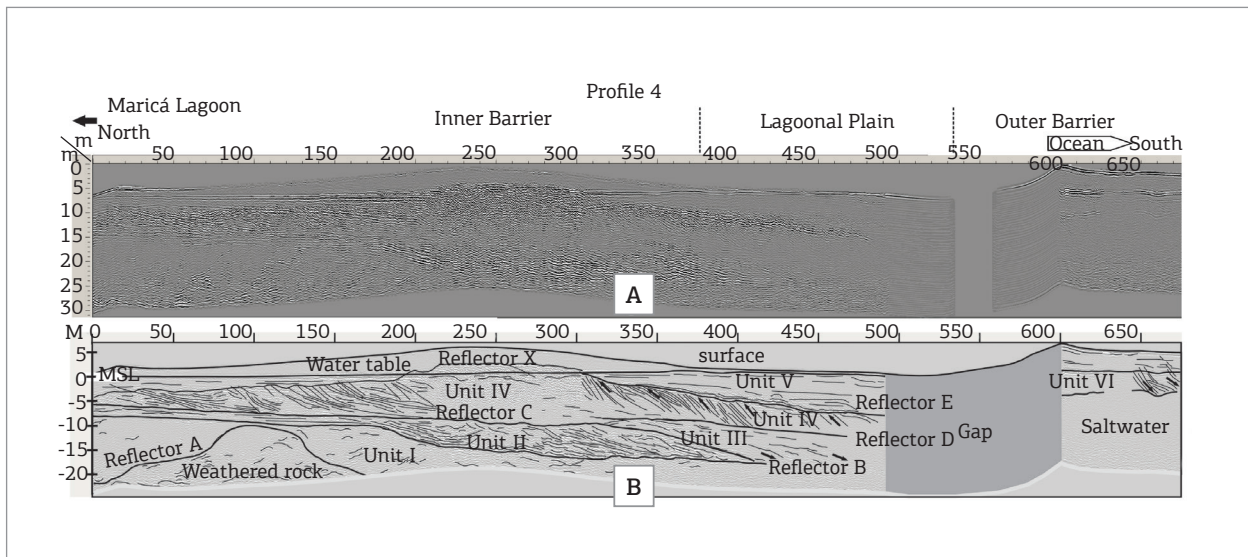 Profile 4
Maricá Lagoon
Inner Barrier
Lagoonal Plain
Outer Barrier
North
Ocean South
m
m
50 100 150 200 250 300 350 400 450 500 550 600 650
0
5
10
15
20
25
30
A
M 0 50 100 150 200 250 300 350 400 450 500 550 600 650
5
0
-5
-10
-15
-20
MSL
Water table
Reflector X
surface
Unit IV
Unit V
Unit VI
Reflector C
Unit IV
Reflector E
Unit II
Unit III
Reflector D
Gap
Saltwater
Reflector A
Unit I
Reflector B
Weathered rock
B